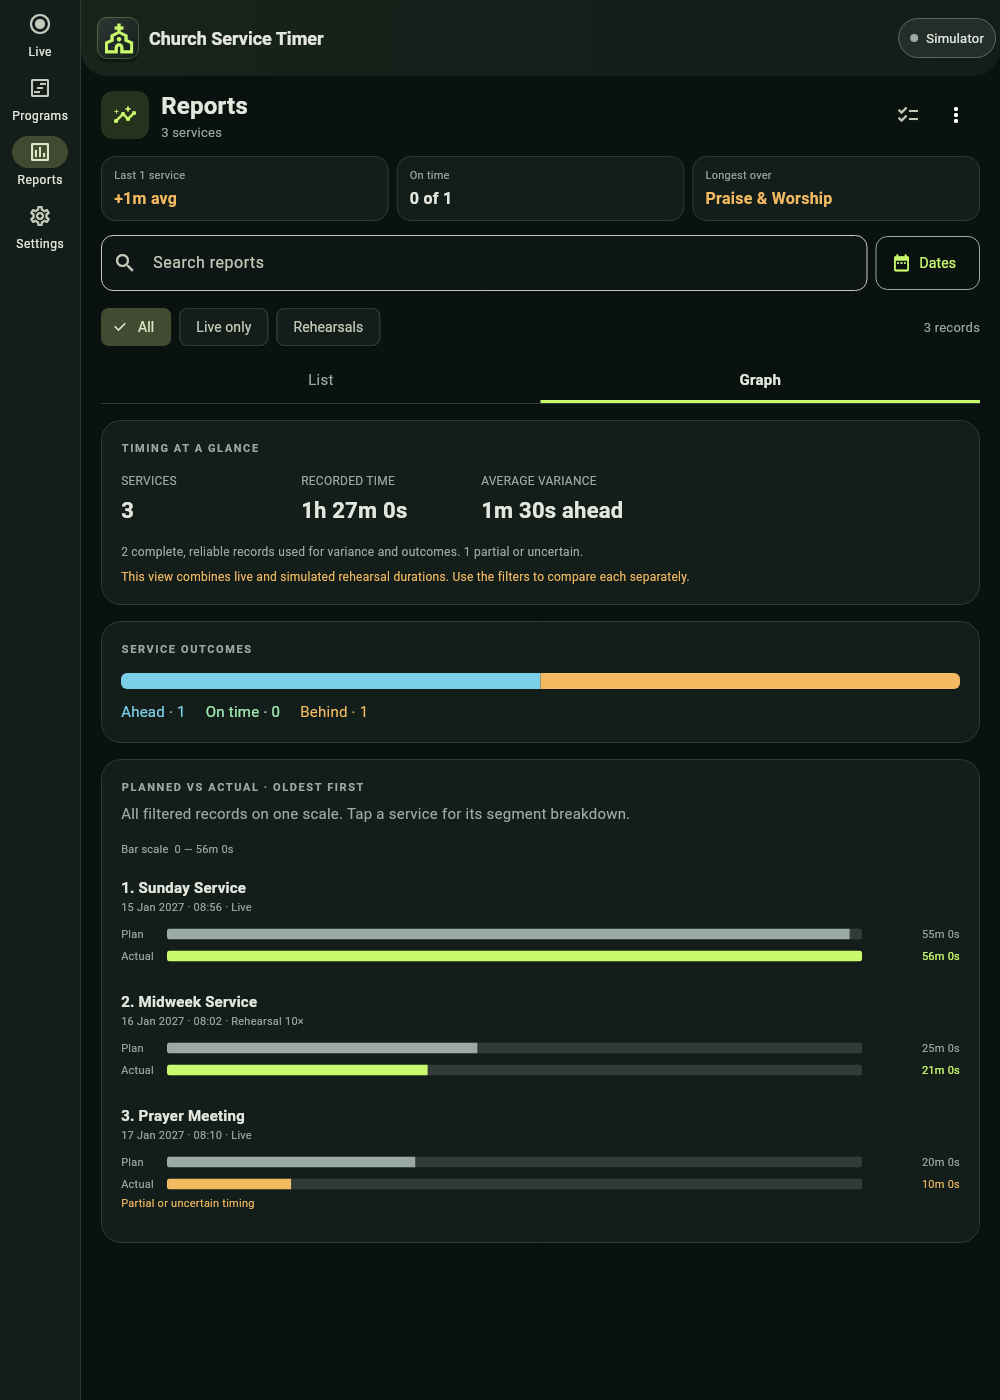 Live
Programs
Reports
Settings
Church Service Timer
Simulator
Reports
3 services
Last 1 service
+1m avg
On time
0 of 1
Longest over
Praise & Worship
Search reports
Dates
All
Live only
Rehearsals
3 records
List
Graph
TIMING AT A GLANCE
SERVICES
3
RECORDED TIME
1h 27m 0s
AVERAGE VARIANCE
1m 30s ahead
2 complete, reliable records used for variance and outcomes. 1 partial or uncertain.
This view combines live and simulated rehearsal durations. Use the filters to compare each separately.
SERVICE OUTCOMES
Ahead · 1
On time · 0
Behind · 1
PLANNED VS ACTUAL · OLDEST FIRST
All filtered records on one scale. Tap a service for its segment breakdown.
Bar scale 0 — 56m 0s
1. Sunday Service
15 Jan 2027 · 08:56 · Live
Plan 55m 0s
Actual 56m 0s
2. Midweek Service
16 Jan 2027 · 08:02 · Rehearsal 10×
Plan 25m 0s
Actual 21m 0s
3. Prayer Meeting
17 Jan 2027 · 08:10 · Live
Plan 20m 0s
Actual 10m 0s
Partial or uncertain timing